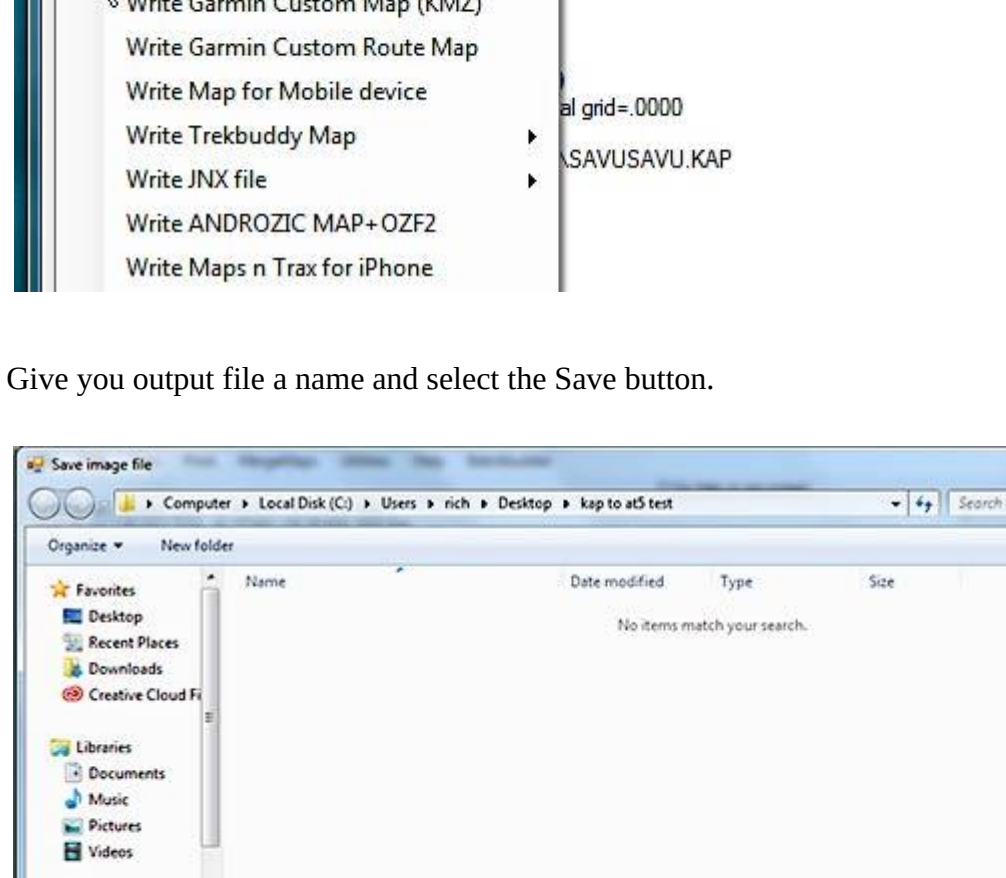 Write Garmin Custom Map (KMZ)
Write Garmin Custom Route Map
Write Map for Mobile device
al grid=.0000
Write Trekbuddy Map
\SAVUSAVU.KAP
Write JNX file
Write ANDROZIC MAP+OZF2
Write Maps n Trax for iPhone
Give you output file a name and select the Save button.
Save image file
Computer Local Disk (C:) Users rich Desktop kap to at5 test
Search
Organize New folder
Name Date modified Type Size
No items match your search.
Favorites
Desktop
Recent Places
Downloads
Creative Cloud Fi
Libraries
Documents
Music
Pictures
Videos